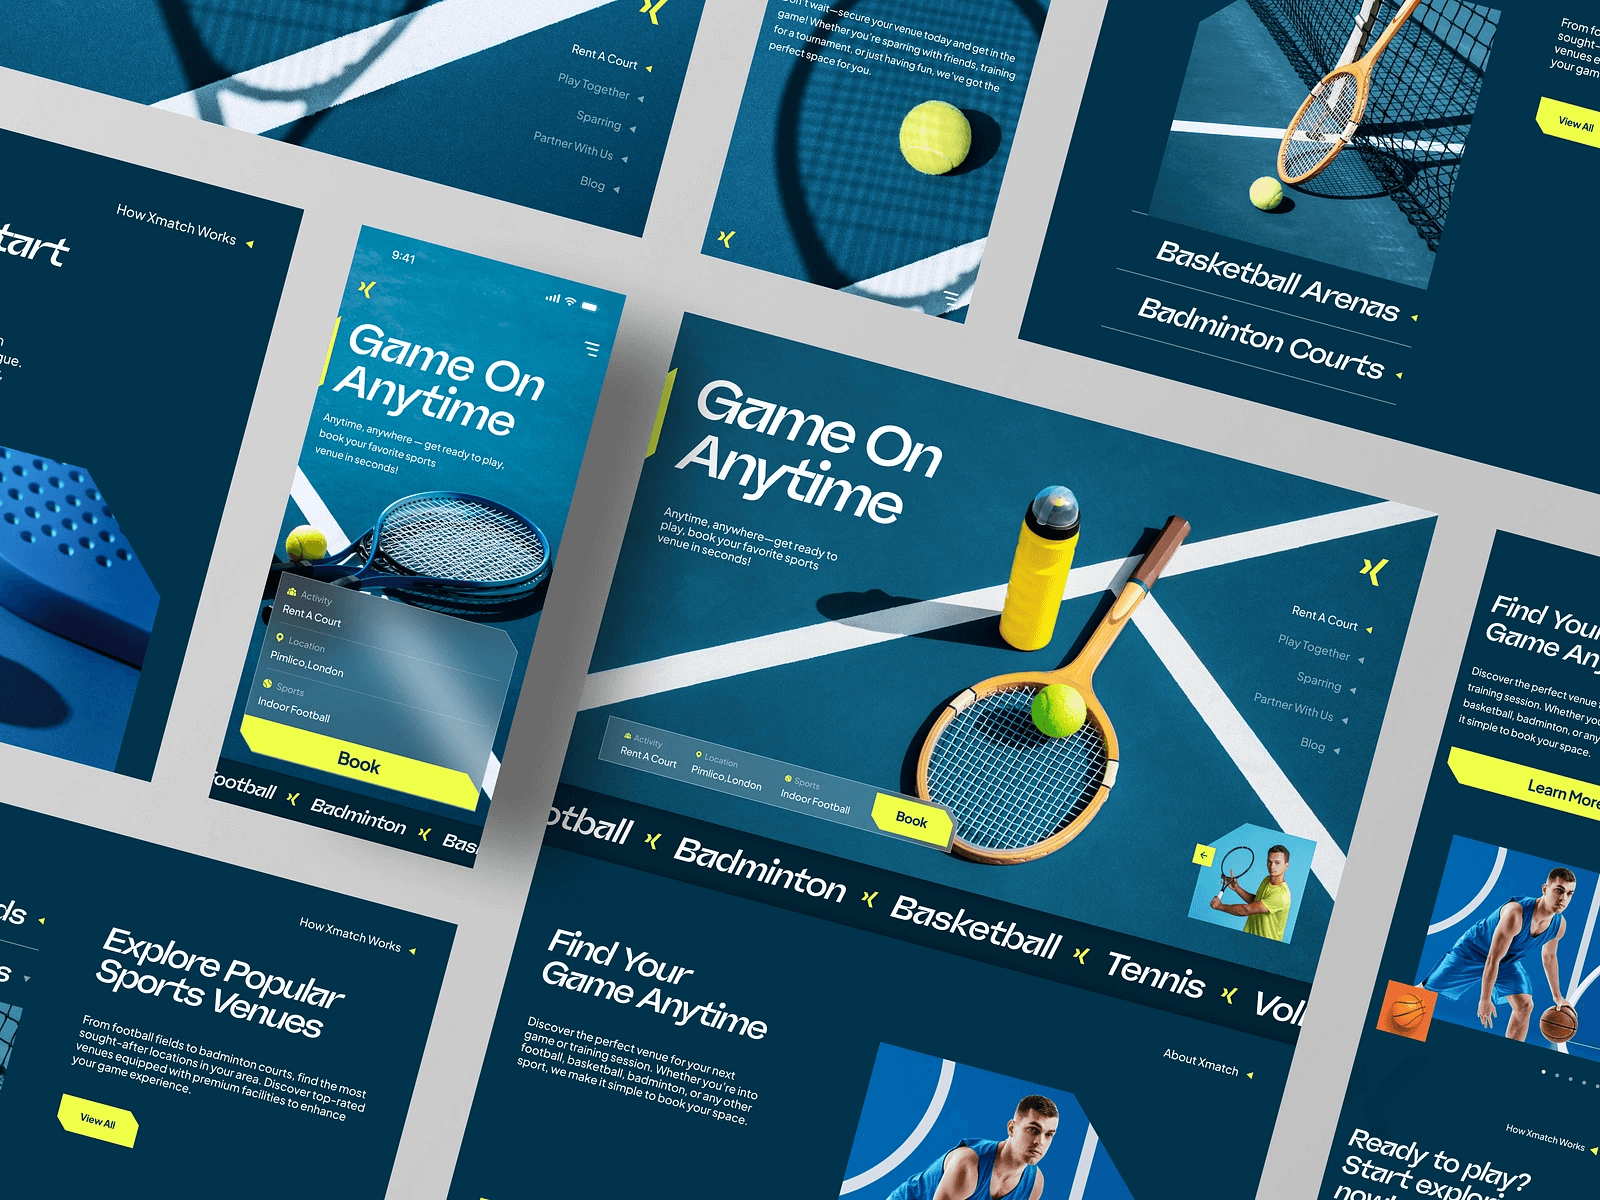 Rent A Court
Play Together
Sparring
Partner With Us
Blog
Don't wait—secure your venue today and get in the
game! Whether you're sparring with friends, training
for a tournament, or just having fun, we've got the
perfect space for you.
Basketball Arenas
Badminton Courts
View All
How Xmatch Works
9:41
Game On
Anytime
Anytime, anywhere — get ready to play,
book your favorite sports
venue in seconds!
Activity
Rent A Court
Location
Pimlico,London
Sports
Indoor Football
Book
Football
Badminton
Game On
Anytime
Anytime, anywhere—get ready to
play, book your favorite sports
venue in seconds!
Rent A Court
Play Together
Sparring
Partner With Us
Blog
Activity
Rent A Court
Location
Pimlico,London
Sports
Indoor Football
Book
Badminton
Basketball
Tennis
Find Your
Game Anytime
Discover the perfect venue for your next
game or training session. Whether you're into
football, basketball, badminton, or any other
sport, we make it simple to book your space.
About Xmatch
How Xmatch Works
Explore Popular
Sports Venues
From football fields to badminton courts, find the most
sought-after locations in your area. Discover top-rated
venues equipped with premium facilities to enhance
your game experience.
View All
Find Your
Game
Discover the perfect venue
training session. Whether
basketball, badminton, or any
it simple to book your space.
Learn More
How Xmatch Works
Ready to play?
Start
now